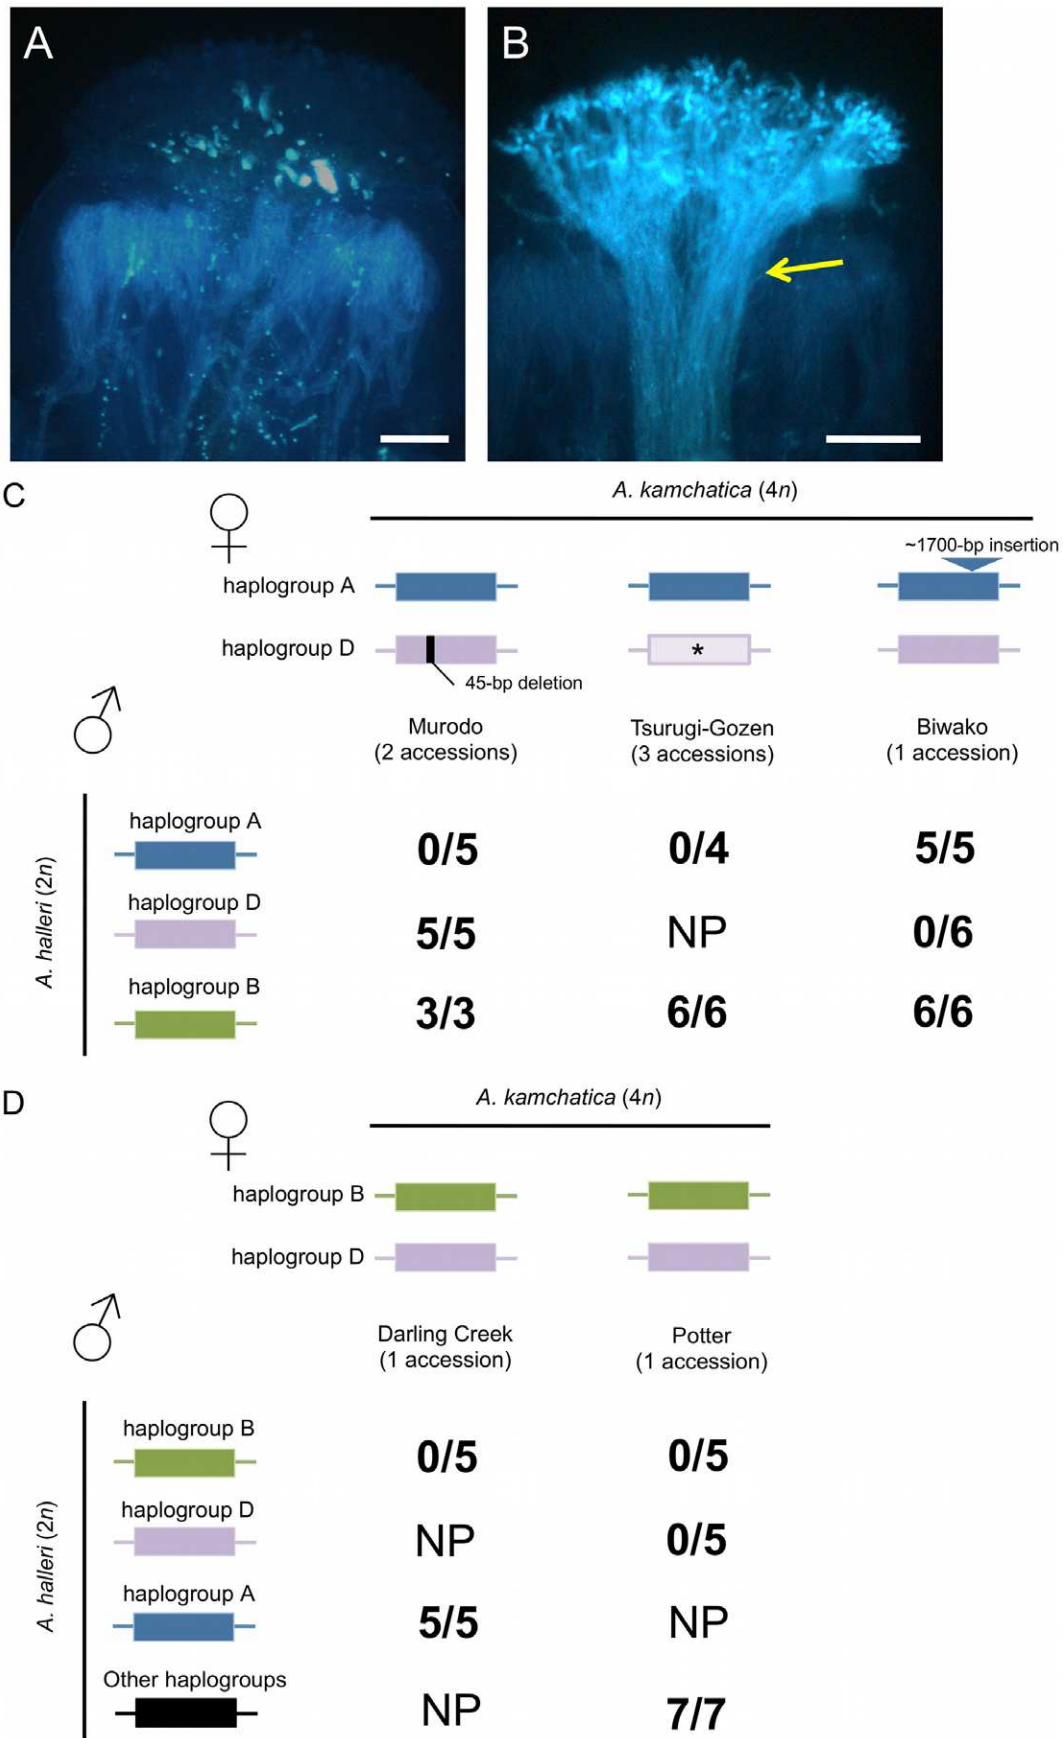 A
B
C
A. kamchatica (4n)
~1700-bp insertion
haplogroup A
haplogroup D
*
45-bp deletion
Murodo
(2 accessions)
Tsurugi-Gozen
(3 accessions)
Biwako
(1 accession)
A. halleri (2n)
haplogroup A
0/5
0/4
5/5
haplogroup D
5/5
NP
0/6
haplogroup B
3/3
6/6
6/6
D
A. kamchatica (4n)
haplogroup B
haplogroup D
Darling Creek
(1 accession)
Potter
(1 accession)
A. halleri (2n)
haplogroup B
0/5
0/5
haplogroup D
NP
0/5
haplogroup A
5/5
NP
Other haplogroups
NP
7/7